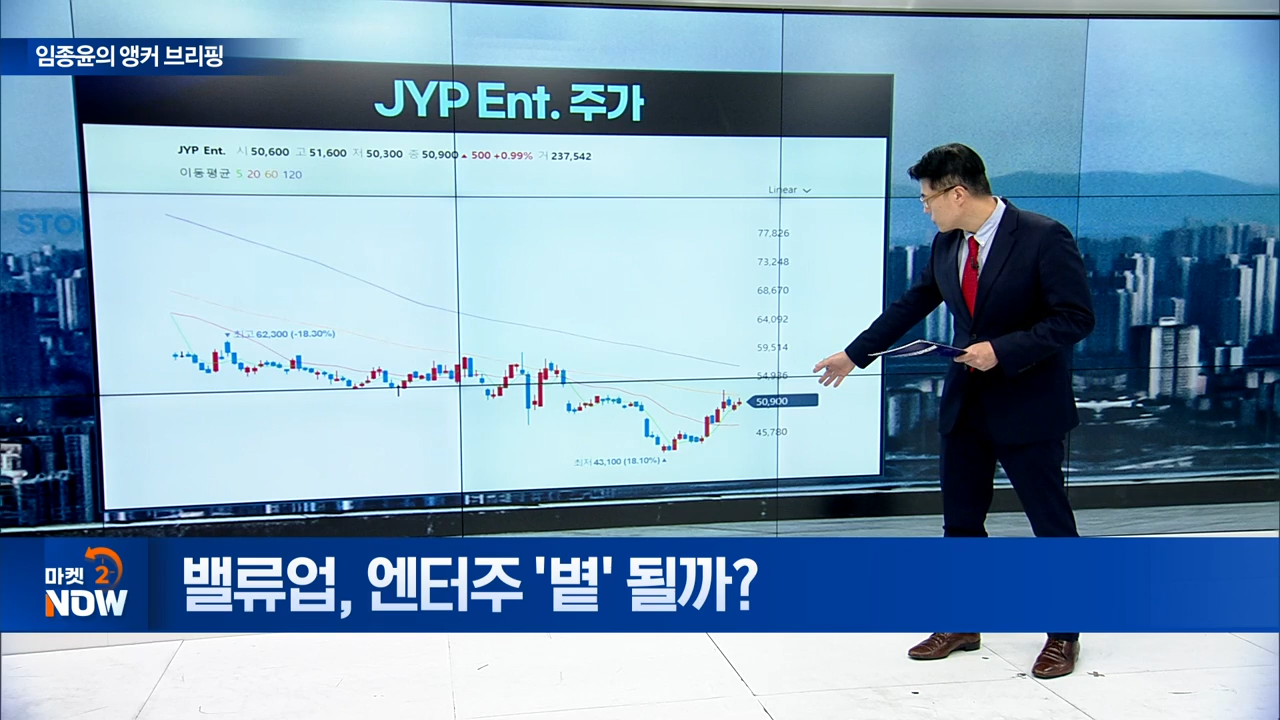 임종윤의 앵커 브리핑
JYP Ent. 주가
JYP Ent. 시 50,600 고 51,600 저 50,300 종 50,900 ▲ 500 +0.99% 거 237,542
이동평균 5 20 60 120
Linear
STO
77,826
73,248
68,670
64,092
▼ 최고 62,300 (-18.30%)
59,514
54,936
50,900
45,780
최저 43,100 (18.10%) ▲
마켓 2
NOW
밸류업, 엔터주 '볕' 될까?